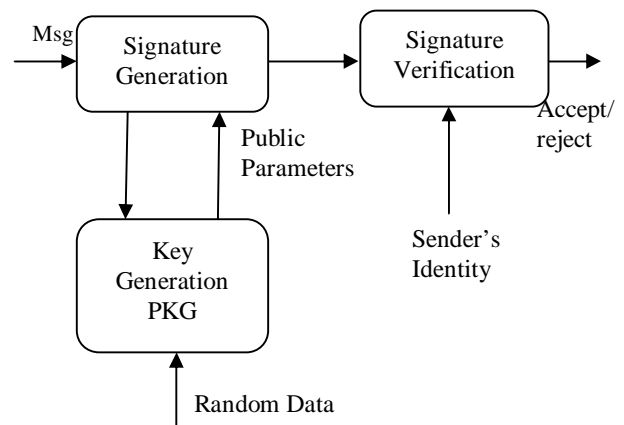 Msg
Signature
Generation
Signature
Verification
Accept/
reject
Public
Parameters
Key
Generation
PKG
Sender's
Identity
Random Data